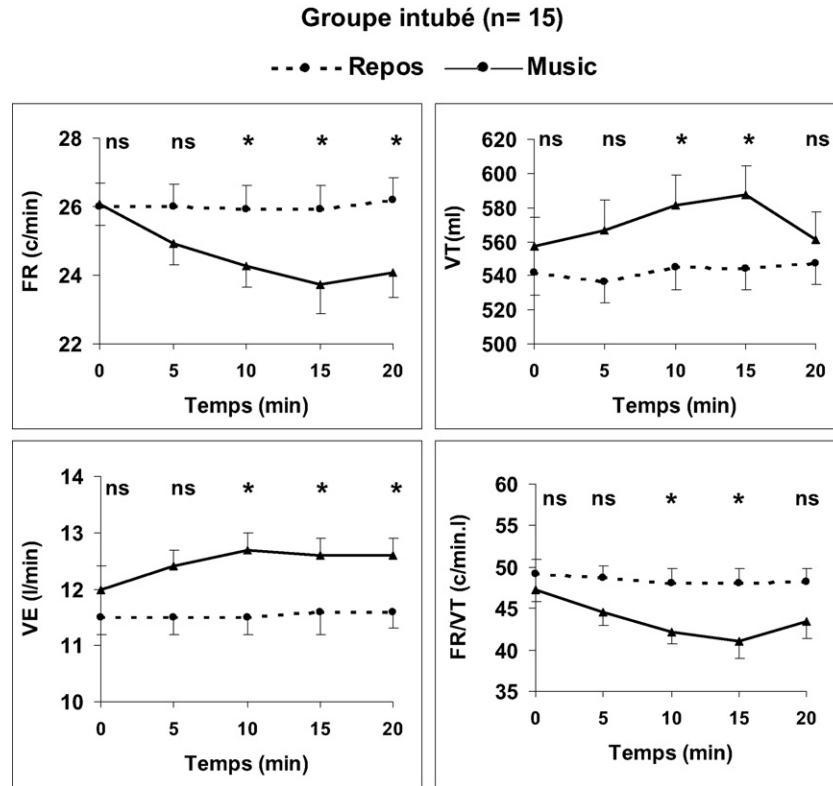 Groupe intubé (n= 15)
Repos Music
28
26
24
22
FR (c/min)
ns ns * * *
0 5 10 15 20
Temps (min)
620
600
580
560
540
520
500
VT(ml)
ns ns * * ns
0 5 10 15 20
Temps (min)
14
13
12
11
10
VE (l/min)
ns ns * * *
0 5 10 15 20
Temps (min)
60
55
50
45
40
35
FR/VT (c/min.l)
ns ns * * ns
0 5 10 15 20
Temps (min)